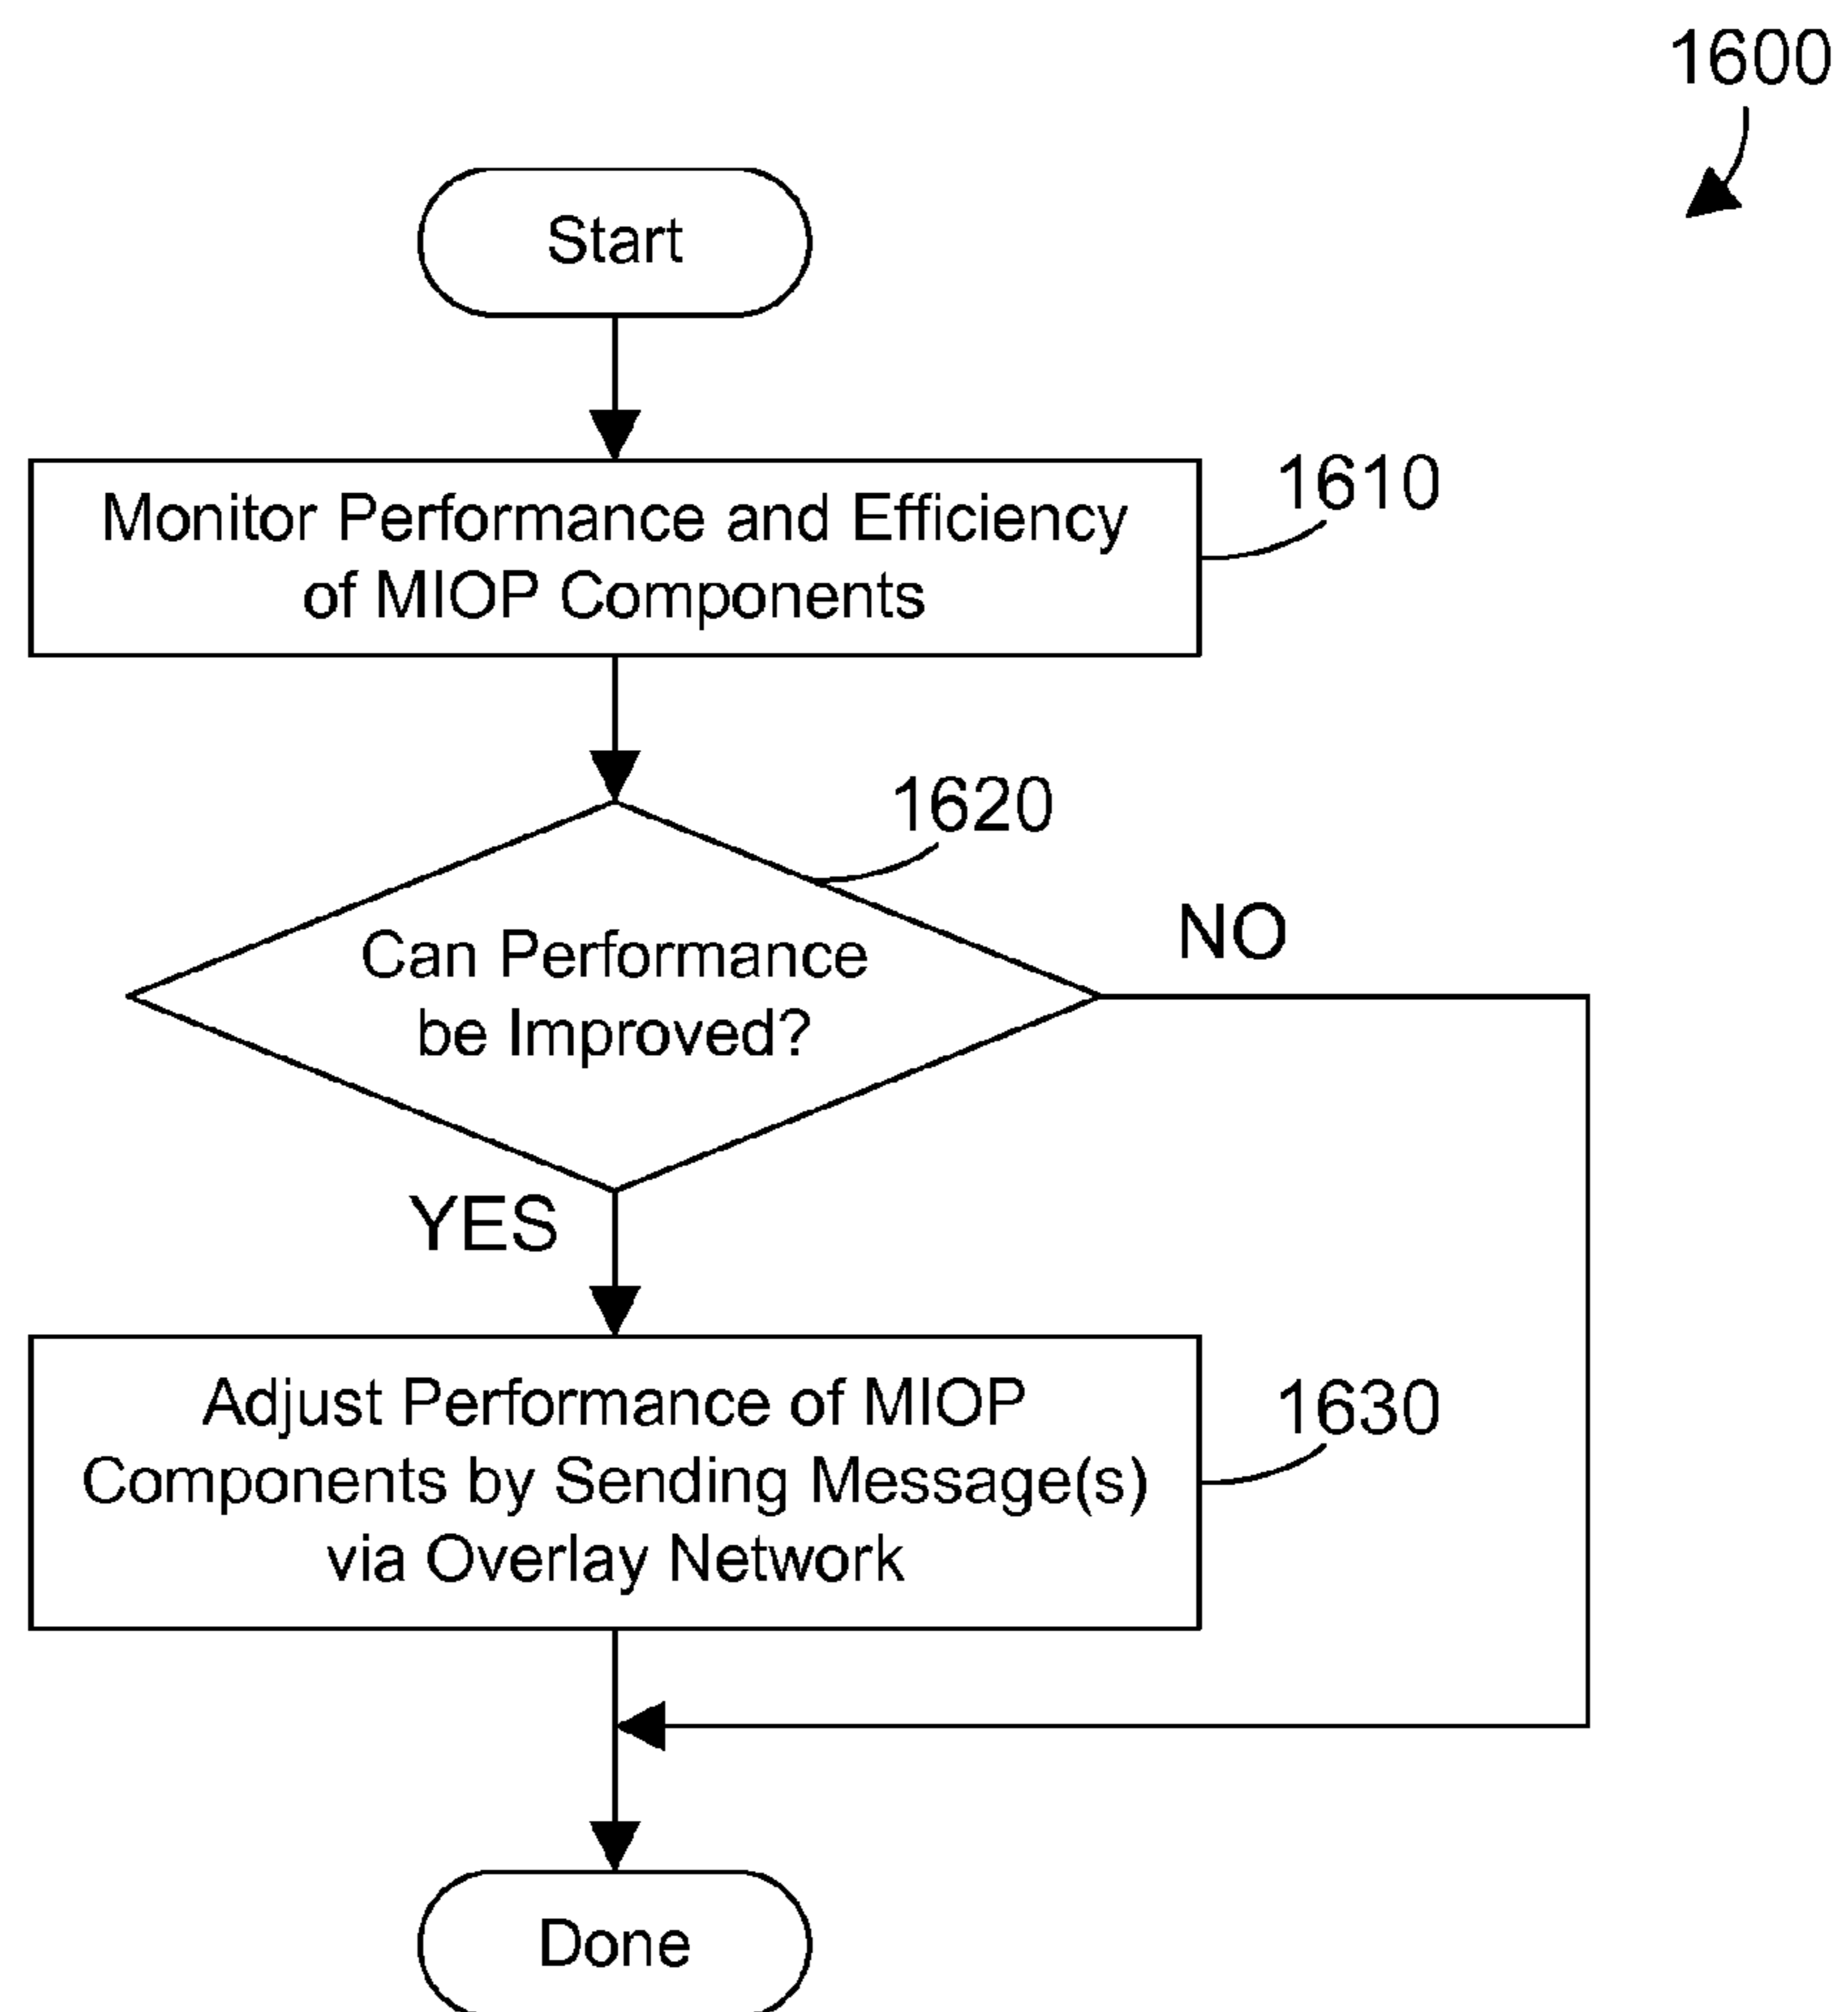 1600
Start
Monitor Performance and Efficiency
of MIOP Components
1610
1620
Can Performance
be Improved?
NO
YES
Adjust Performance of MIOP
Components by Sending Message(s)
via Overlay Network
1630
Done